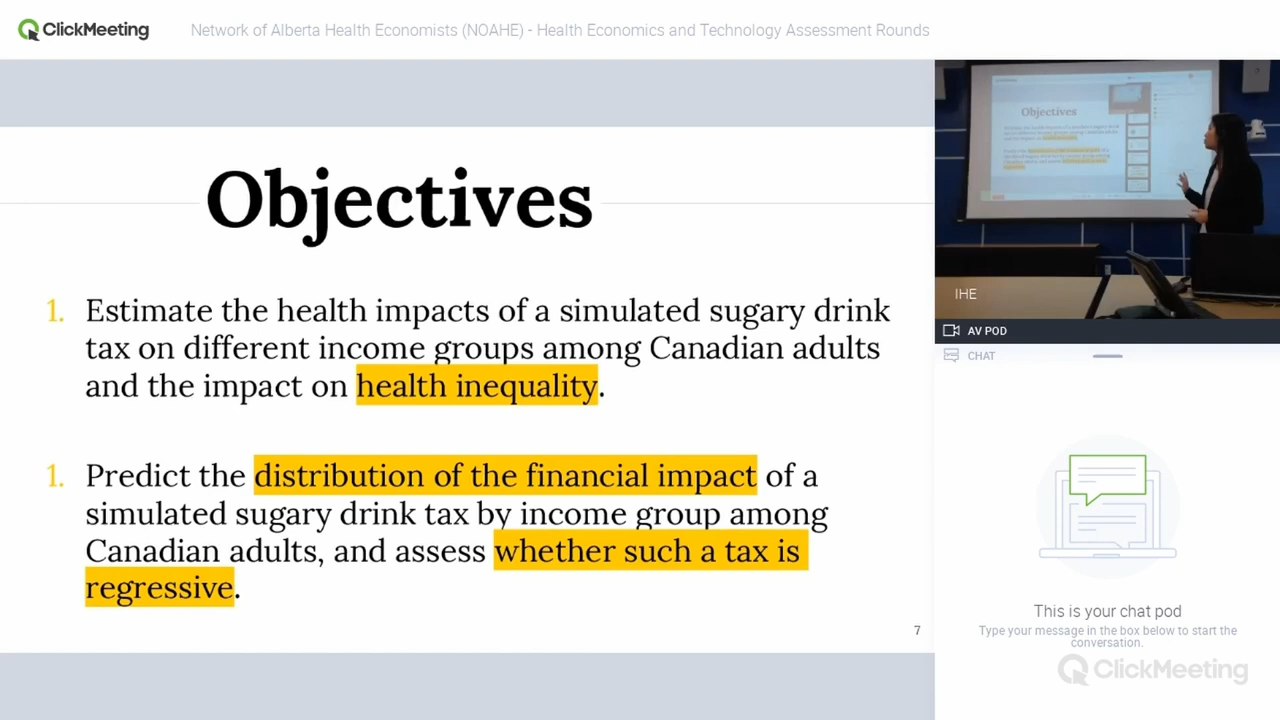 ClickMeeting
Network of Alberta Health Economists (NOAHE) - Health Economics and Technology Assessment Rounds
Objectives
1. Estimate the health impacts of a simulated sugary drink
tax on different income groups among Canadian adults
and the impact on health inequality.
1. Predict the distribution of the financial impact of a
simulated sugary drink tax by income group among
Canadian adults, and assess whether such a tax is
regressive.
7
Objectives
IHE
AV POD
CHAT
This is your chat pod
Type your message in the box below to start the
conversation.
ClickMeeting